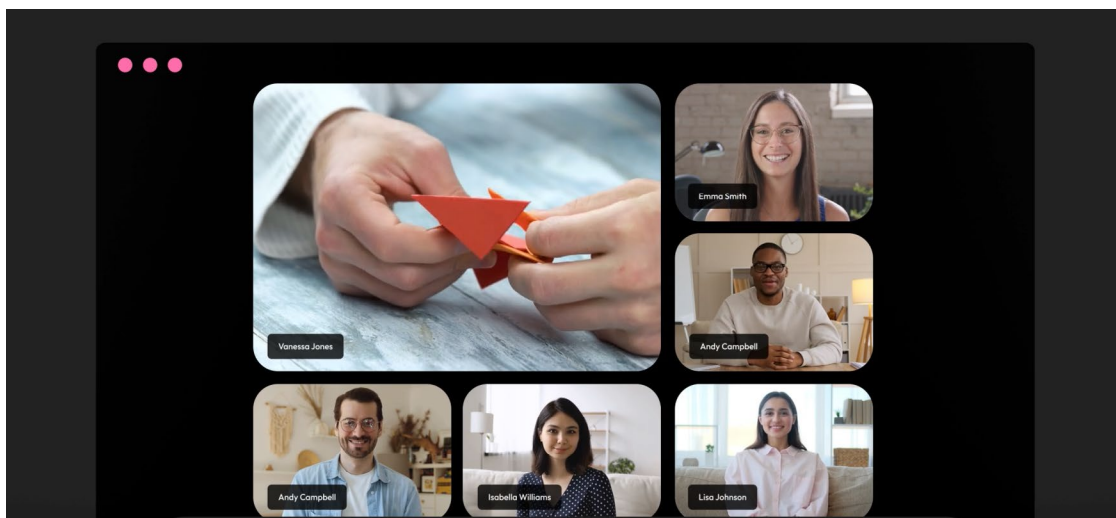 Emma Smith
Vanessa Jones
Andy Campbell
Andy Campbell
Isabella Williams
Lisa Johnson